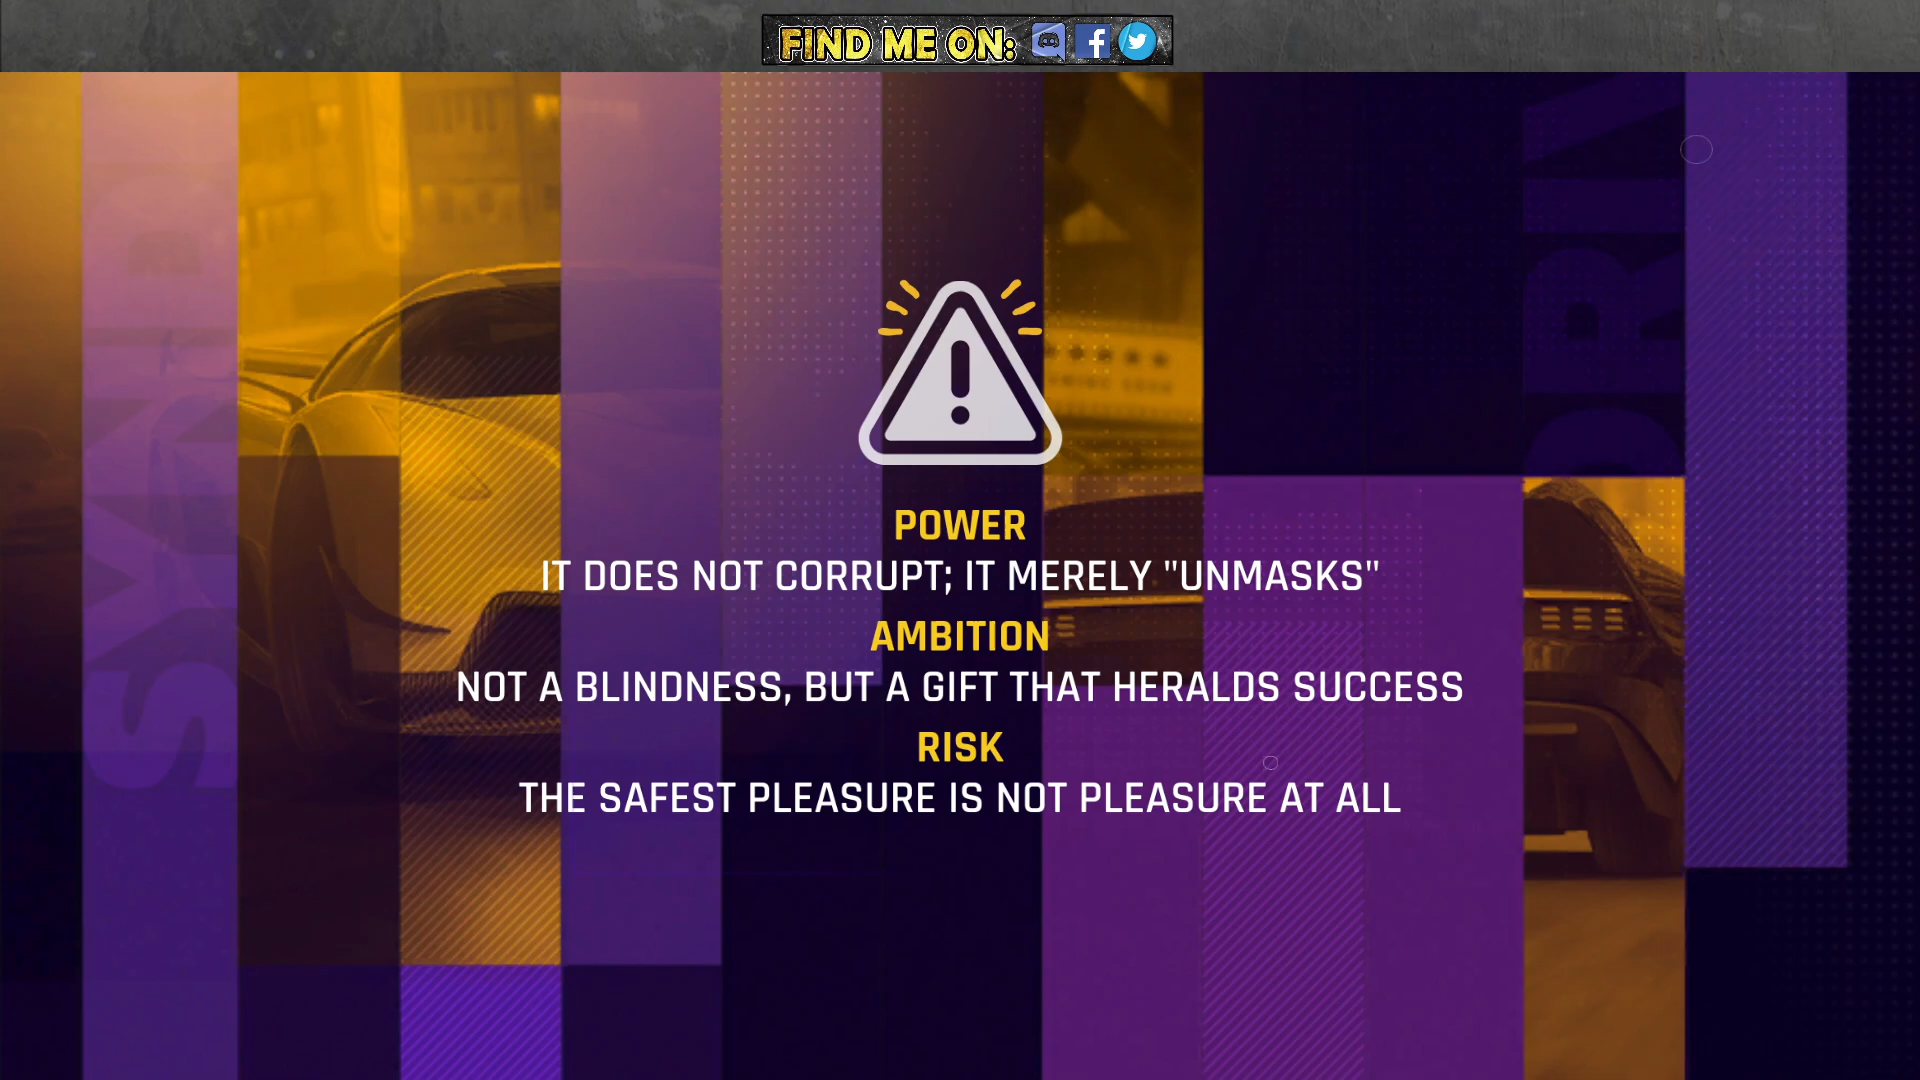 FIND ME ON:
POWER
IT DOES NOT CORRUPT; IT MERELY "UNMASKS"
AMBITION
NOT A BLINDNESS, BUT A GIFT THAT HERALDS SUCCESS
RISK
THE SAFEST PLEASURE IS NOT PLEASURE AT ALL